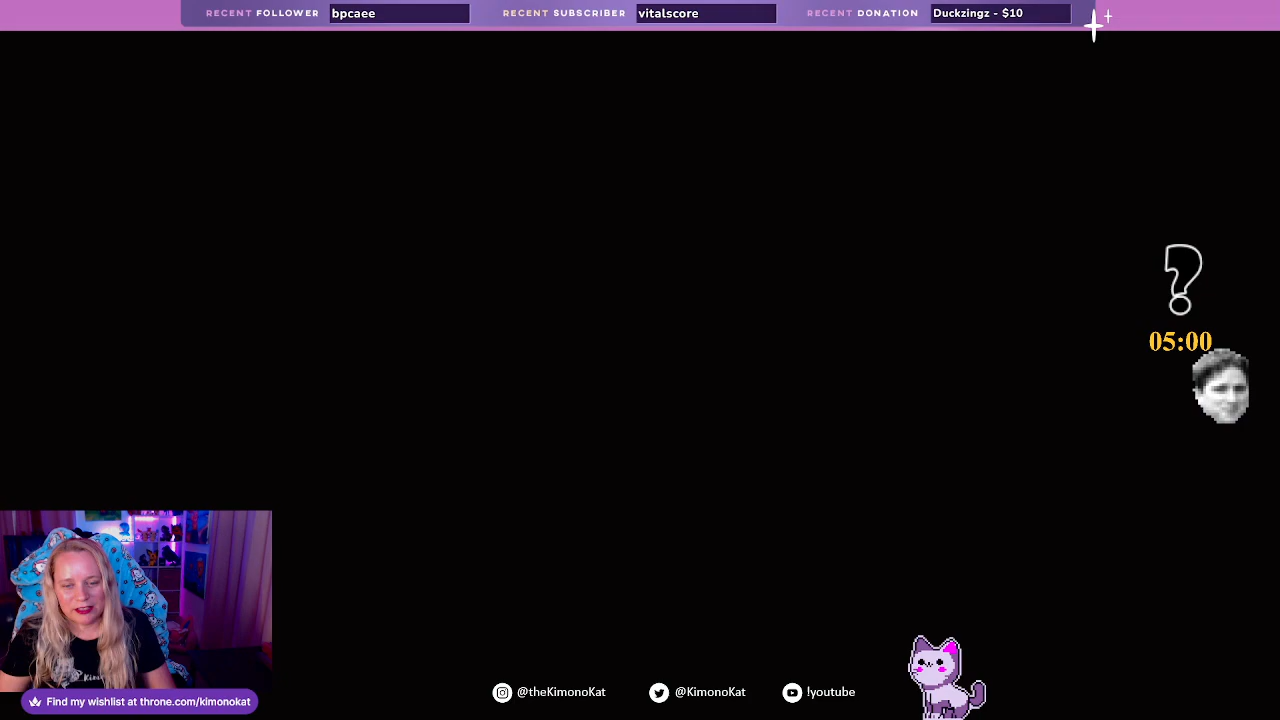 RECENT FOLLOWER bpcaee RECENT SUBSCRIBER vitalscore RECENT DONATION Duckzingz - $10
?
05:00
Find my wishlist at throne.com/kimonokat
@theKimonoKat @KimonoKat !youtube